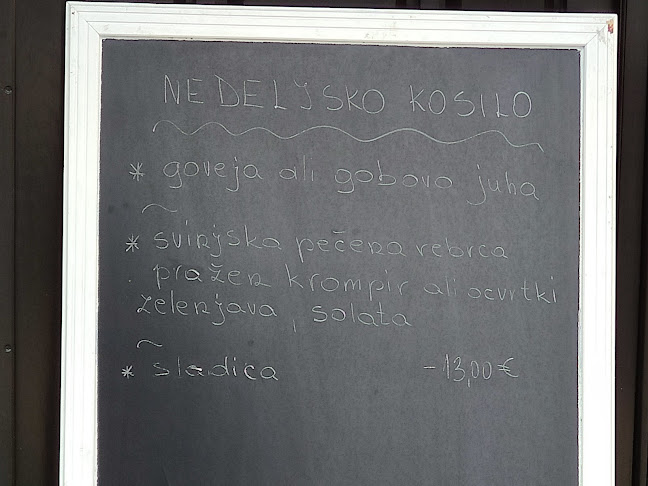 NEDELJSKO KOSILO
* goveja ali gobova juha
~
* svinjska pečena rebrca
pražen krompir ali ocvrtki
zelenjava, solata
~
* sladica - 13,00 €